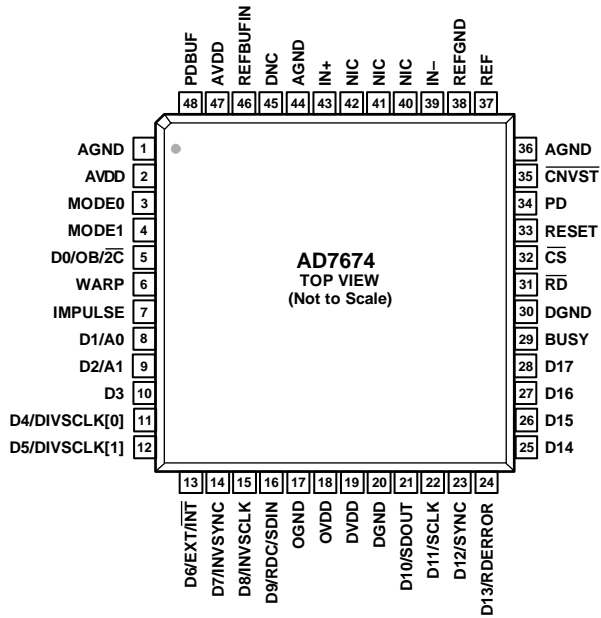 PDBUF
AVDD
REFBUFIN
DNC
AGND
IN+
NIC
NIC
NIC
IN–
REFGND
REF
48 47 46 45 44 43 42 41 40 39 38 37
AGND 1
AVDD 2
MODE0 3
MODE1 4
D0/OB/2C̅ 5
WARP 6
IMPULSE 7
D1/A0 8
D2/A1 9
D3 10
D4/DIVSCLK[0] 11
D5/DIVSCLK[1] 12
AD7674
TOP VIEW
(Not to Scale)
36 AGND
35 C̅N̅V̅S̅T̅
34 PD
33 RESET
32 C̅S̅
31 R̅D̅
30 DGND
29 BUSY
28 D17
27 D16
26 D15
25 D14
13 14 15 16 17 18 19 20 21 22 23 24
D6/EXT/I̅N̅T̅
D7/INVSYNC
D8/INVSCLK
D9/RDC/SDIN
OGND
OVDD
DVDD
DGND
D10/SDOUT
D11/SCLK
D12/SYNC
D13/RDERROR